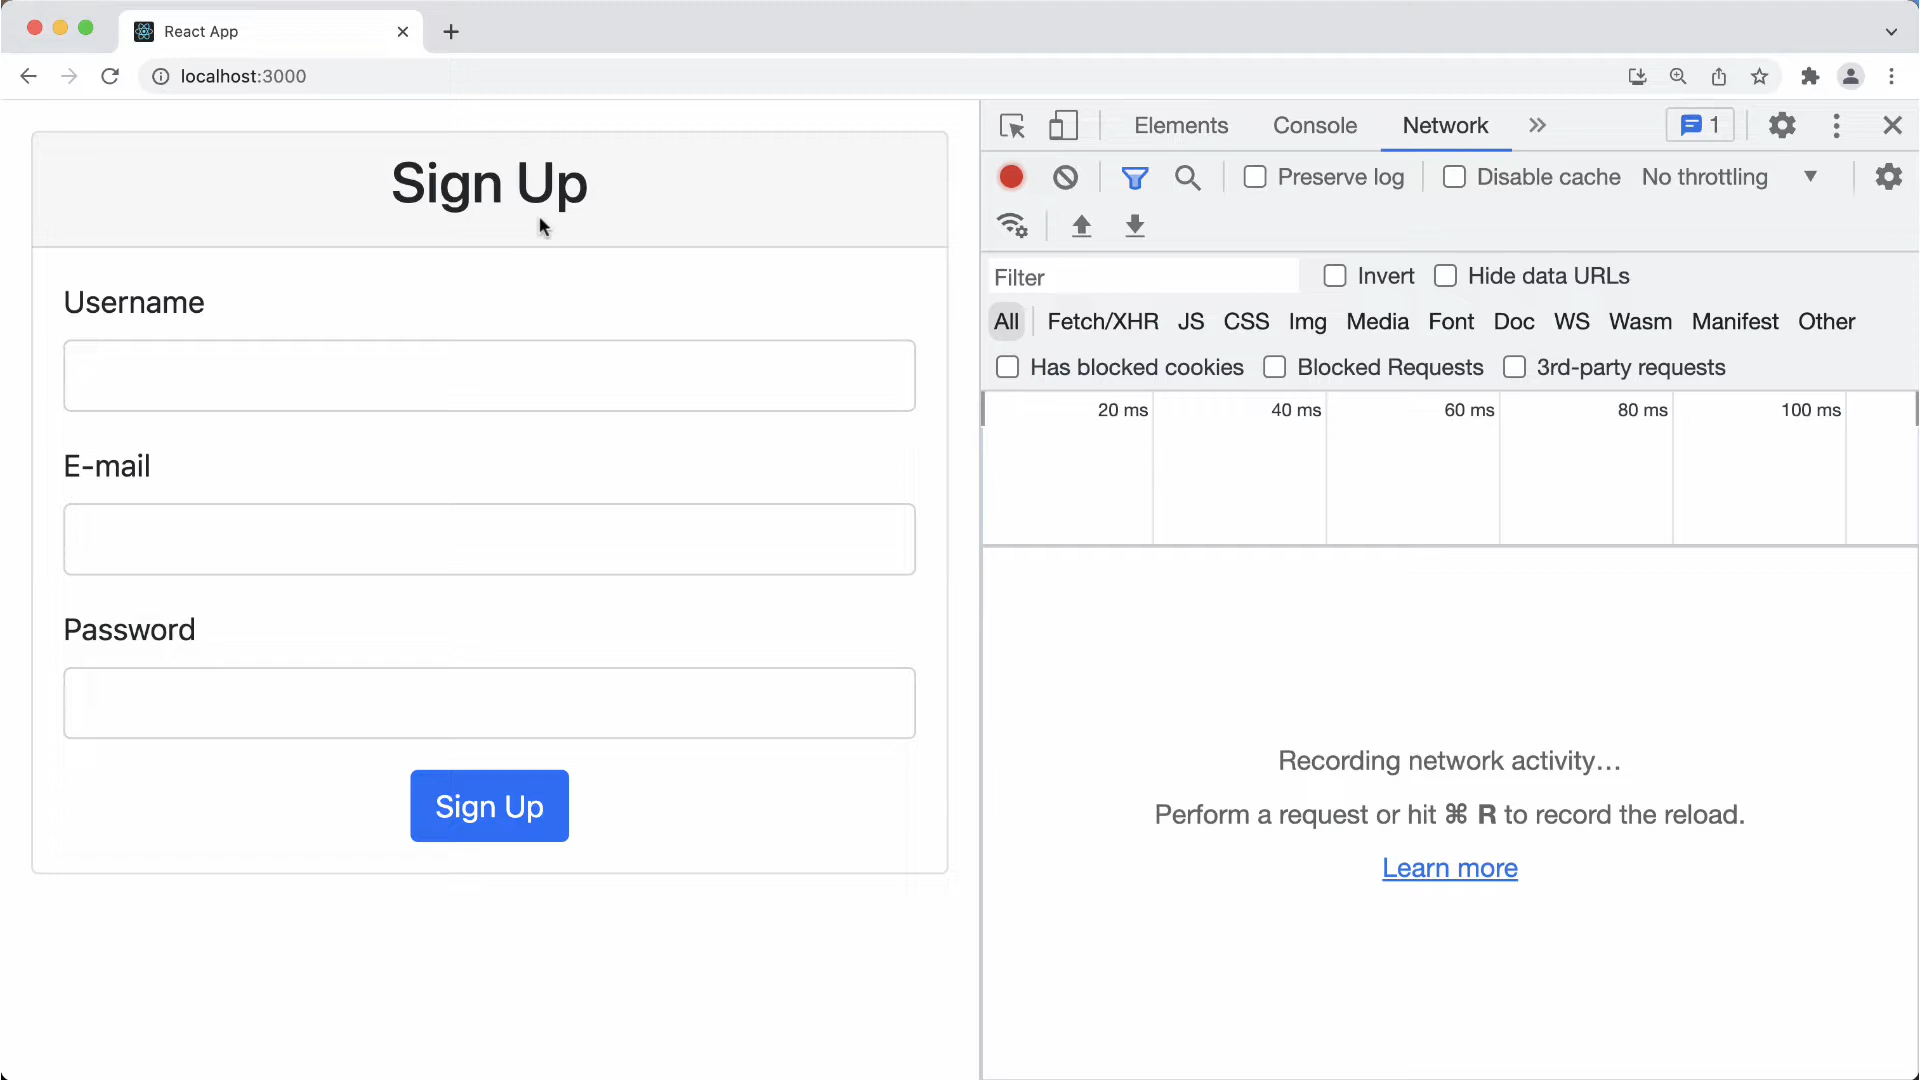 React App
localhost:3000
Sign Up
Username
E-mail
Password
Sign Up
Elements Console Network 1
Preserve log Disable cache No throttling
Filter Invert Hide data URLs
All Fetch/XHR JS CSS Img Media Font Doc WS Wasm Manifest Other
Has blocked cookies Blocked Requests 3rd-party requests
20 ms 40 ms 60 ms 80 ms 100 ms
Recording network activity…
Perform a request or hit ⌘ R to record the reload.
Learn more